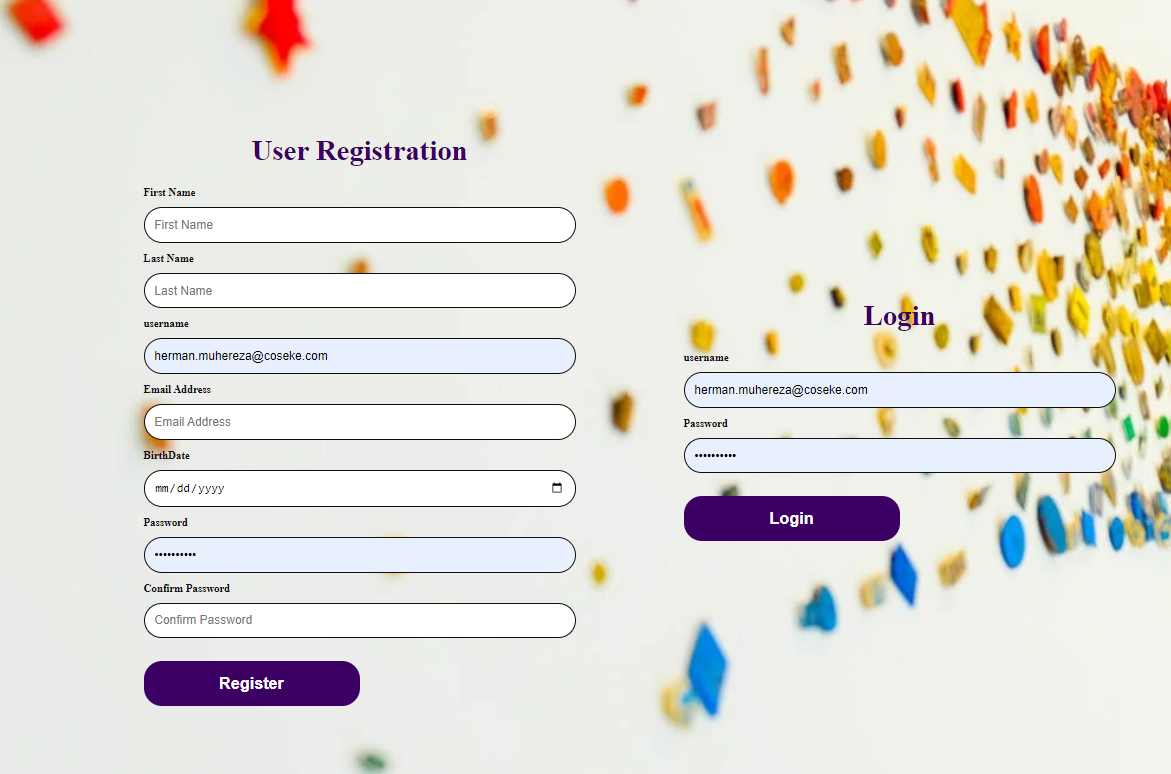 User Registration
First Name
First Name
Last Name
Last Name
username
herman.muhereza@coseke.com
Email Address
Email Address
BirthDate
mm/dd/yyyy
Password
••••••••••
Confirm Password
Confirm Password
Register
Login
username
herman.muhereza@coseke.com
Password
••••••••••
Login